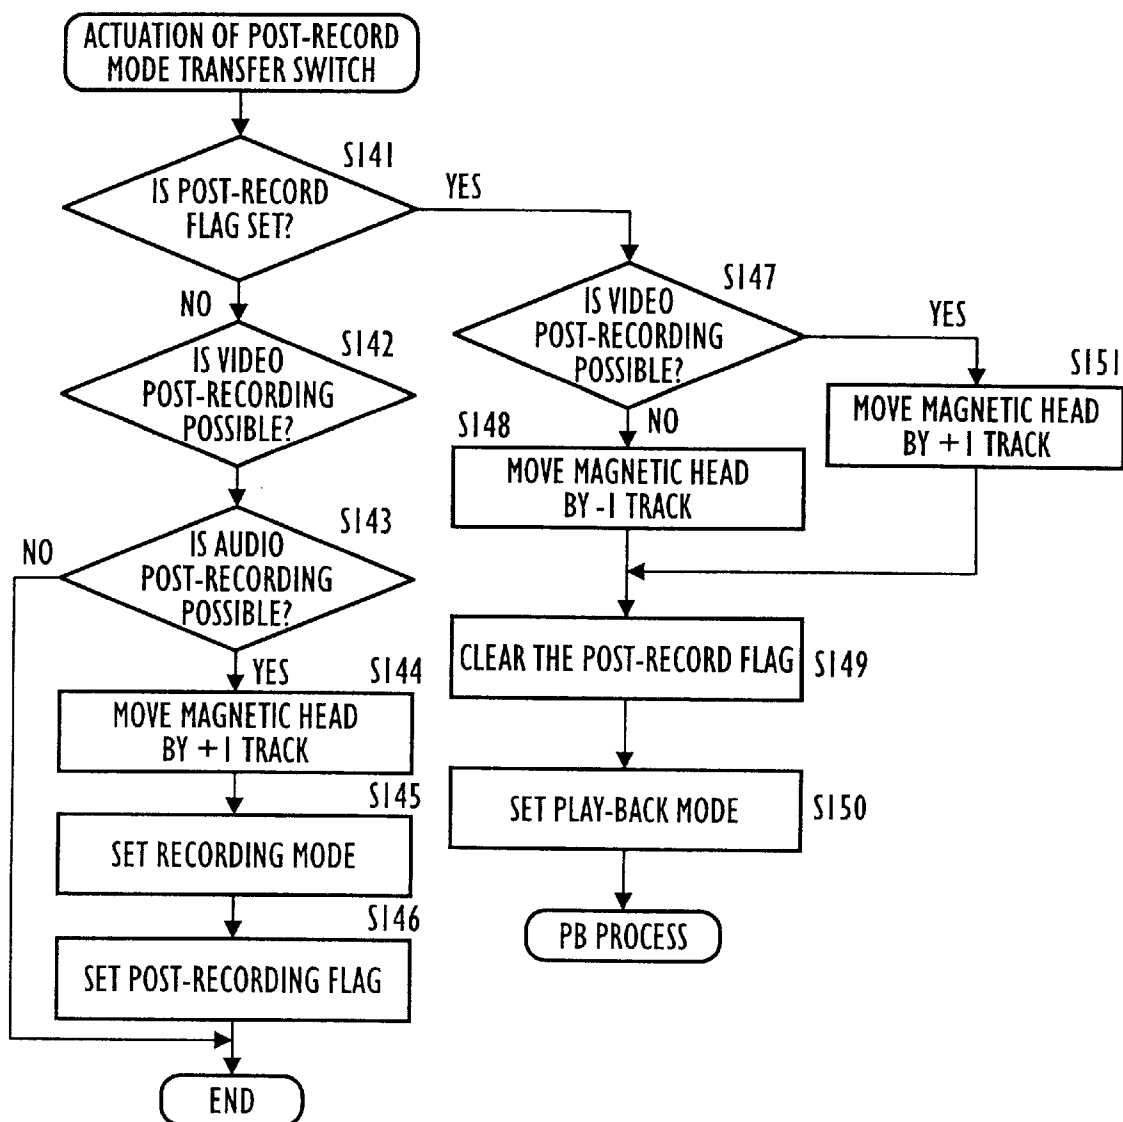 ACTUATION OF POST-RECORD
MODE TRANSFER SWITCH
S141
IS POST-RECORD
FLAG SET?
YES
NO
S142
IS VIDEO
POST-RECORDING
POSSIBLE?
S143
NO
IS AUDIO
POST-RECORDING
POSSIBLE?
YES
S144
MOVE MAGNETIC HEAD
BY +1 TRACK
S145
SET RECORDING MODE
S146
SET POST-RECORDING FLAG
END
S147
IS VIDEO
POST-RECORDING
POSSIBLE?
YES
NO
S151
MOVE MAGNETIC HEAD
BY +1 TRACK
S148
MOVE MAGNETIC HEAD
BY -1 TRACK
CLEAR THE POST-RECORD FLAG
S149
SET PLAY-BACK MODE
S150
PB PROCESS